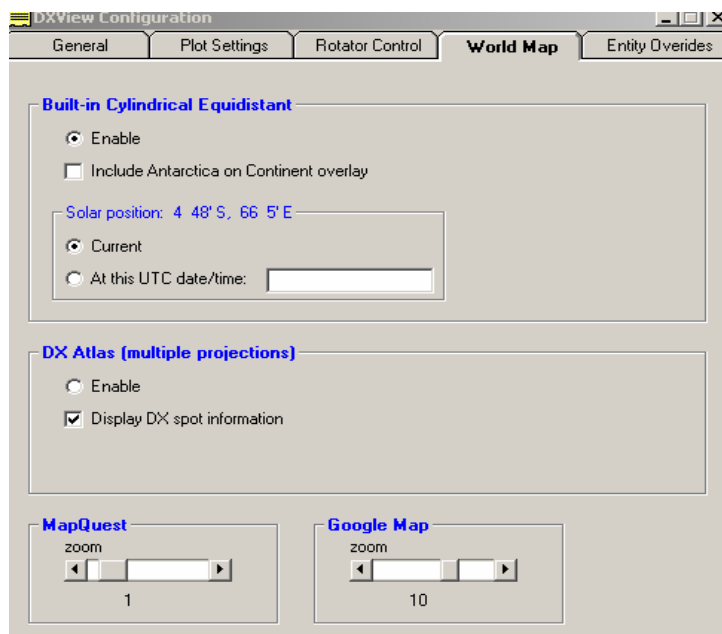 DXView Configuration
General Plot Settings Rotator Control World Map Entity Overides
Built-in Cylindrical Equidistant
Enable
Include Antarctica on Continent overlay
Solar position: 4 48' S, 66 5' E
Current
At this UTC date/time:
DX Atlas (multiple projections)
Enable
Display DX spot information
MapQuest Google Map
zoom zoom
1 10